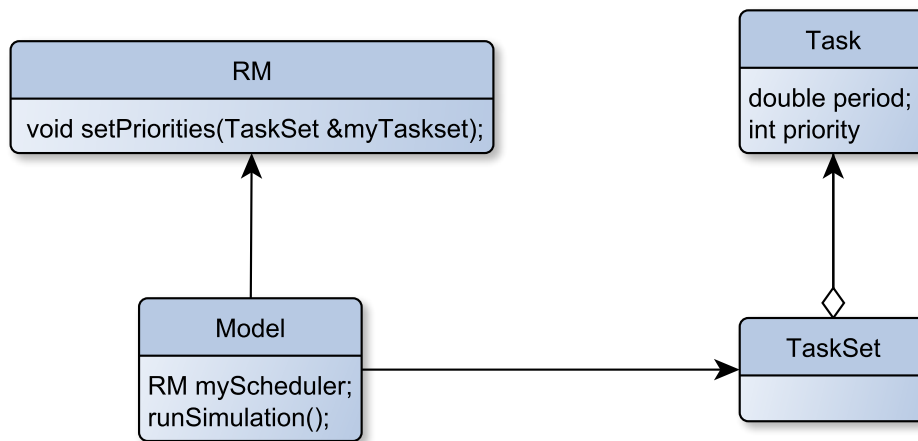 RM
void setPriorities(TaskSet &myTaskset);
Task
double period;
int priority
Model
RM myScheduler;
runSimulation();
TaskSet